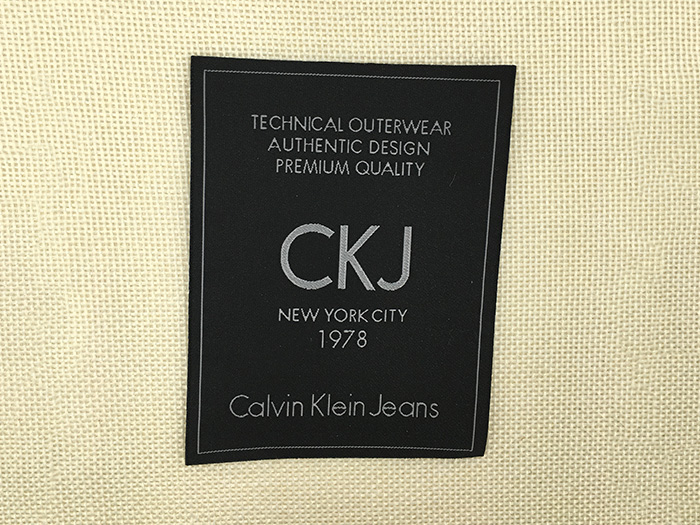 TECHNICAL OUTERWEAR
AUTHENTIC DESIGN
PREMIUM QUALITY
CKJ
NEW YORK CITY
1978
Calvin Klein Jeans